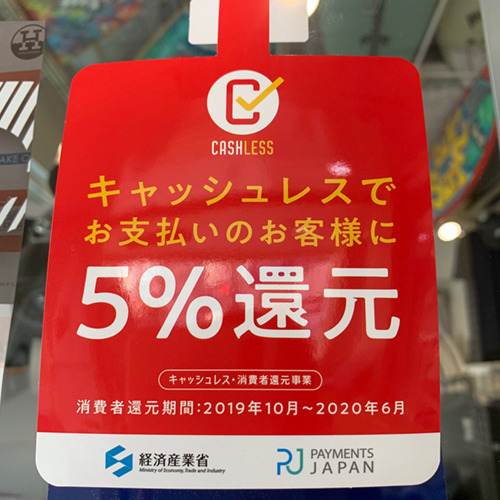 CASHLESS
キャッシュレスで
お支払いのお客様に
5%還元
キャッシュレス・消費者還元事業
消費者還元期間:2019年10月~2020年6月
経済産業省
Ministry of Economy, Trade and Industry
PAYMENTS
JAPAN